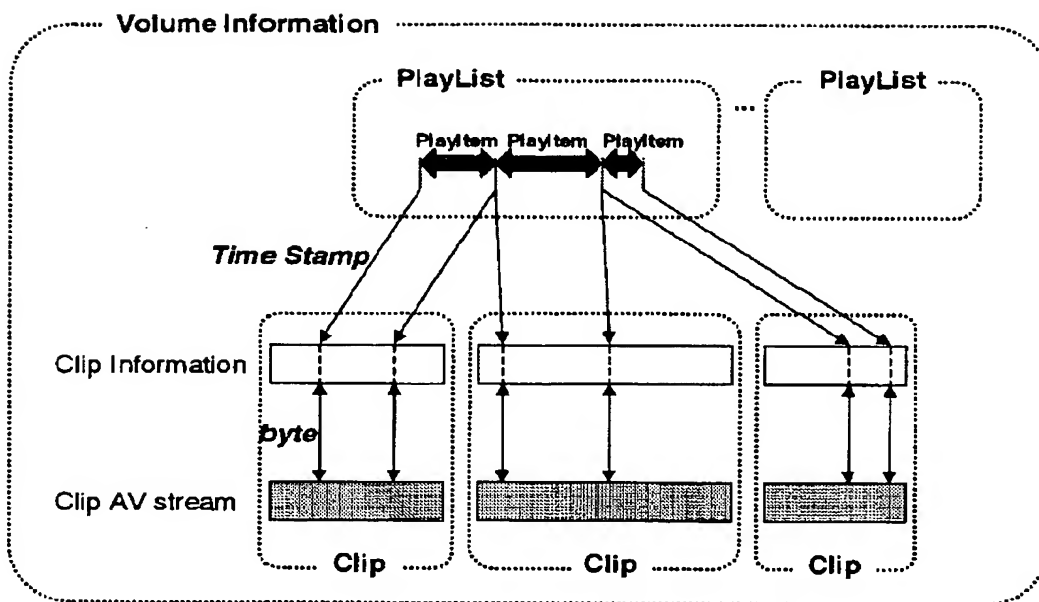 Volume Information
PlayList
...
PlayList
PlayItem PlayItem PlayItem
Time Stamp
Clip Information
byte
Clip AV stream
Clip
Clip
Clip